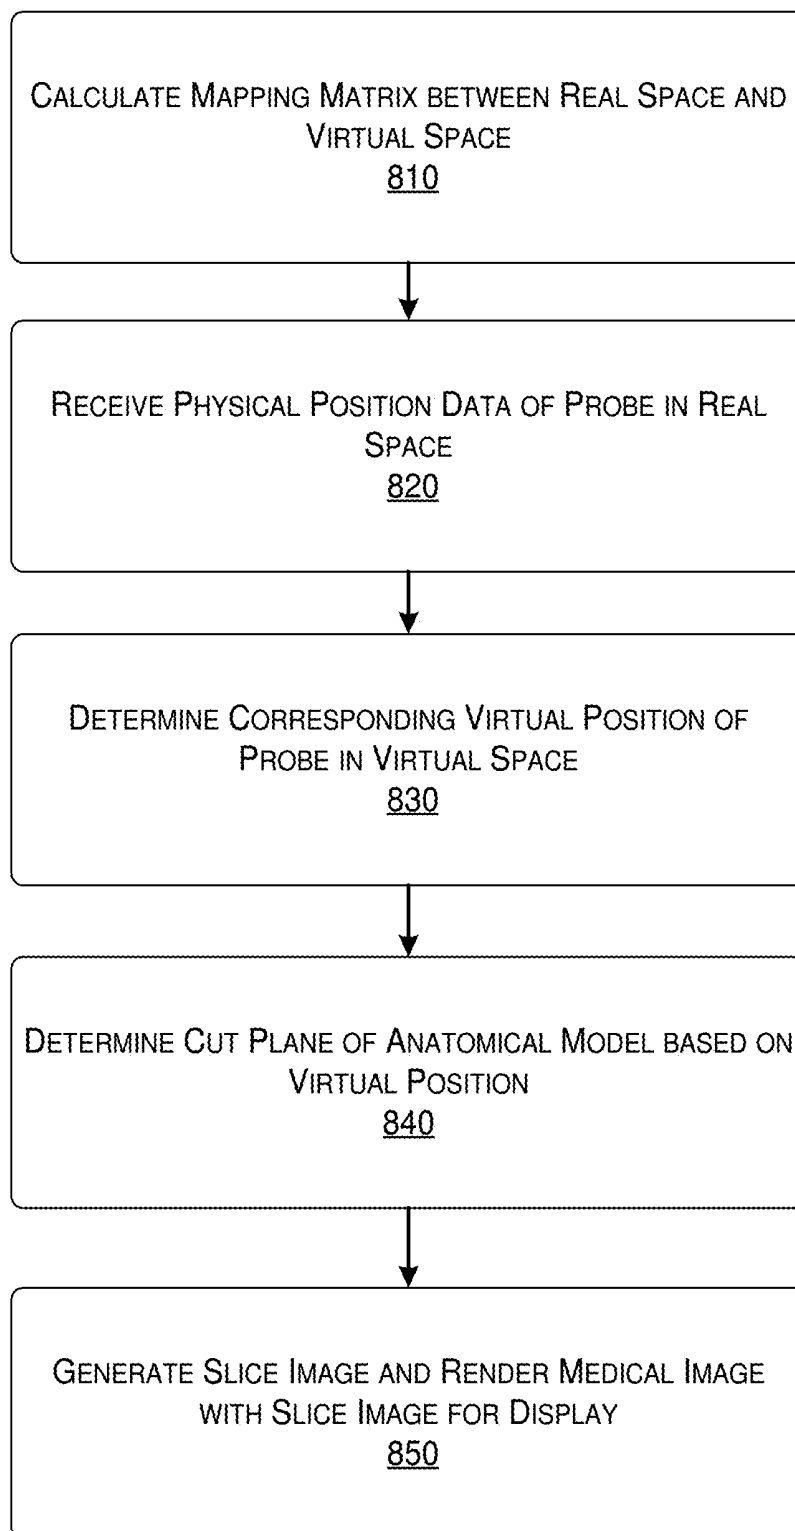 CALCULATE MAPPING MATRIX BETWEEN REAL SPACE AND
VIRTUAL SPACE
810
RECEIVE PHYSICAL POSITION DATA OF PROBE IN REAL
SPACE
820
DETERMINE CORRESPONDING VIRTUAL POSITION OF
PROBE IN VIRTUAL SPACE
830
DETERMINE CUT PLANE OF ANATOMICAL MODEL BASED ON
VIRTUAL POSITION
840
GENERATE SLICE IMAGE AND RENDER MEDICAL IMAGE
WITH SLICE IMAGE FOR DISPLAY
850